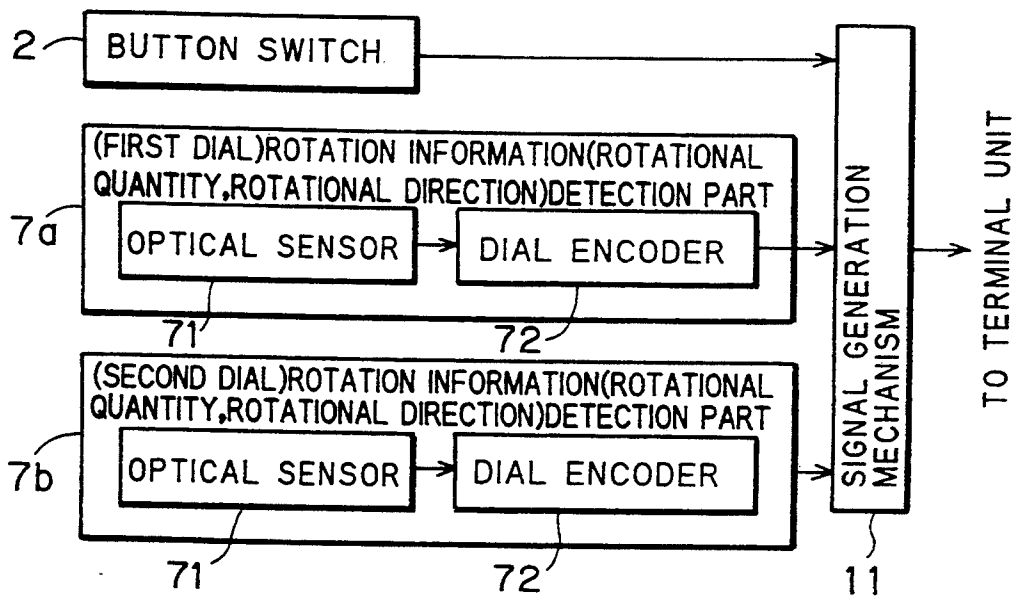 2
BUTTON SWITCH
(FIRST DIAL)ROTATION INFORMATION(ROTATIONAL
QUANTITY,ROTATIONAL DIRECTION)DETECTION PART
7a
OPTICAL SENSOR
DIAL ENCODER
71
72
(SECOND DIAL)ROTATION INFORMATION(ROTATIONAL
QUANTITY,ROTATIONAL DIRECTION)DETECTION PART
7b
OPTICAL SENSOR
DIAL ENCODER
71
72
SIGNAL GENERATION
MECHANISM
11
TO TERMINAL UNIT